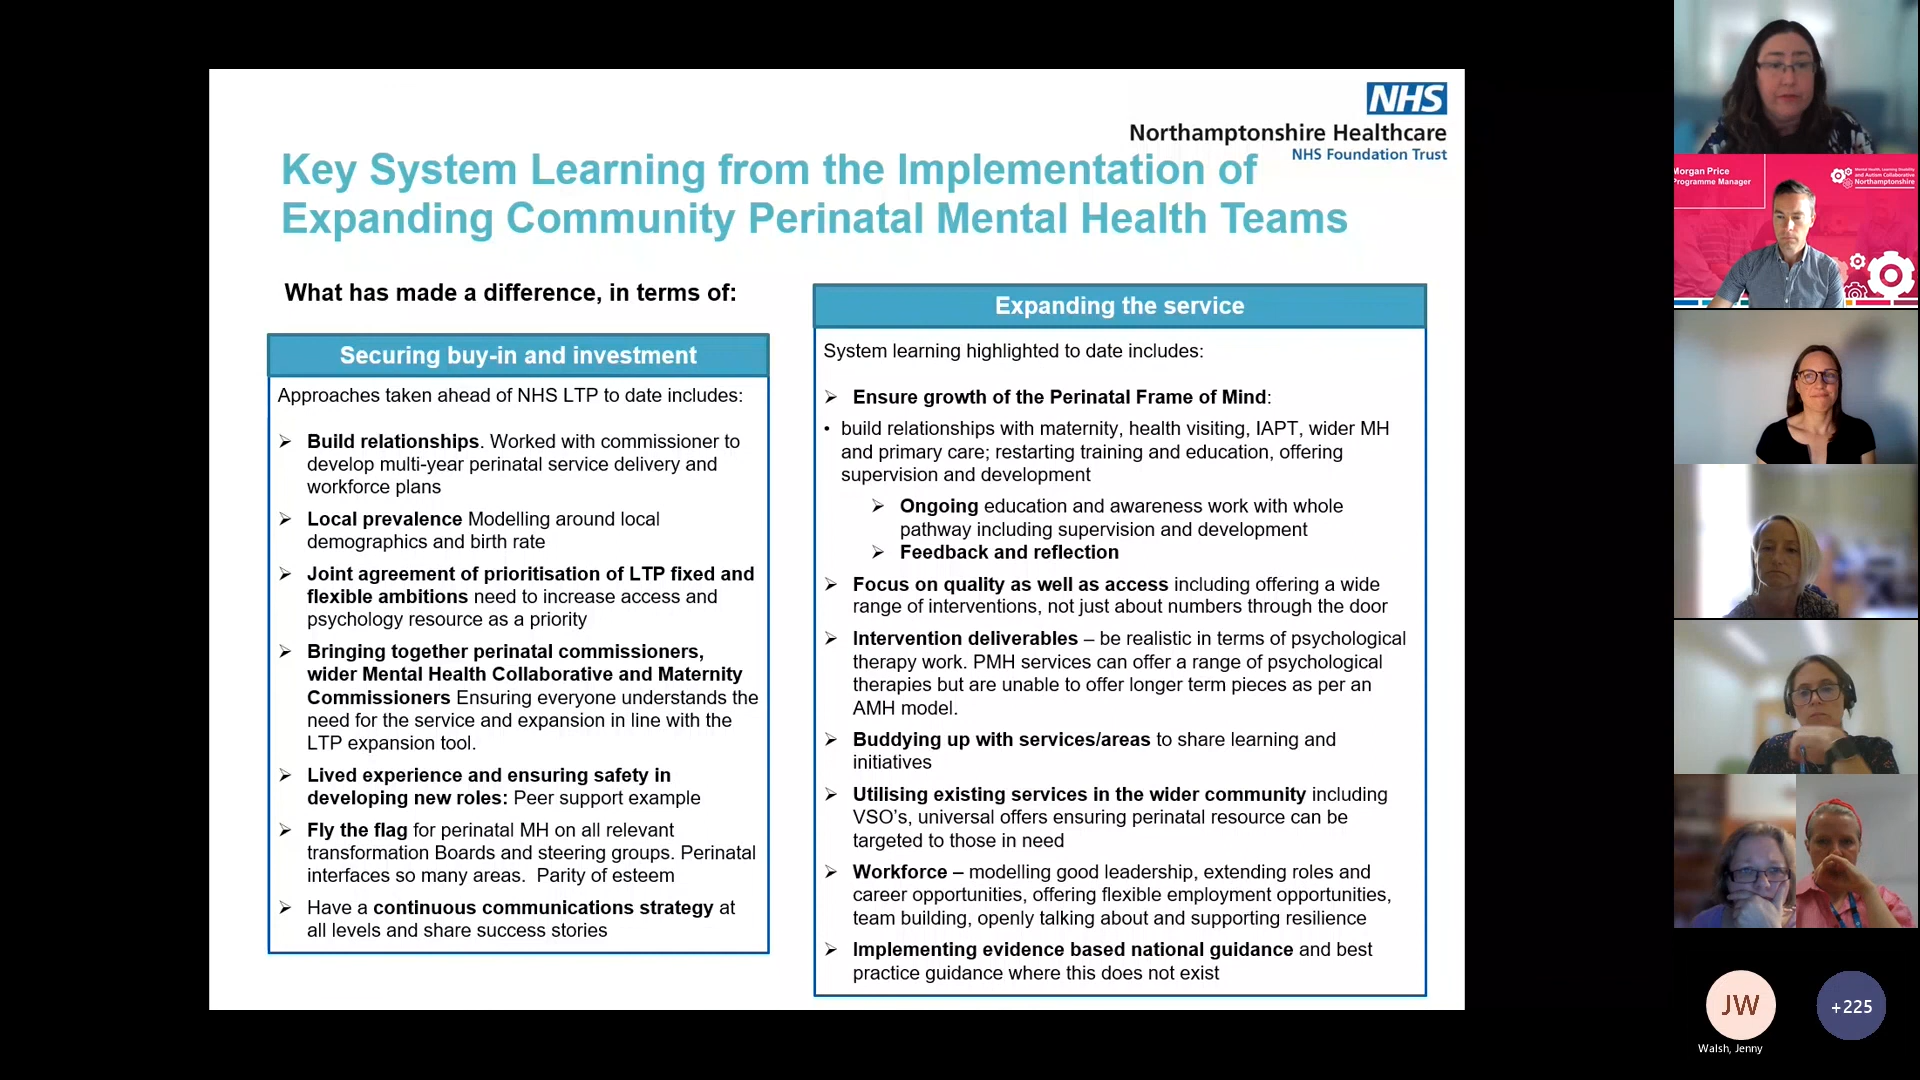 NHS
Northamptonshire Healthcare
NHS Foundation Trust
Key System Learning from the Implementation of
Expanding Community Perinatal Mental Health Teams
What has made a difference, in terms of:
Securing buy-in and investment
Approaches taken ahead of NHS LTP to date includes:
Build relationships. Worked with commissioner to
develop multi-year perinatal service delivery and
workforce plans
Local prevalence Modelling around local
demographics and birth rate
Joint agreement of prioritisation of LTP fixed and
flexible ambitions need to increase access and
psychology resource as a priority
Bringing together perinatal commissioners,
wider Mental Health Collaborative and Maternity
Commissioners Ensuring everyone understands the
need for the service and expansion in line with the
LTP expansion tool.
Lived experience and ensuring safety in
developing new roles: Peer support example
Fly the flag for perinatal MH on all relevant
transformation Boards and steering groups. Perinatal
interfaces so many areas. Parity of esteem
Have a continuous communications strategy at
all levels and share success stories
Expanding the service
System learning highlighted to date includes:
Ensure growth of the Perinatal Frame of Mind:
• build relationships with maternity, health visiting, IAPT, wider MH
and primary care; restarting training and education, offering
supervision and development
Ongoing education and awareness work with whole
pathway including supervision and development
Feedback and reflection
Focus on quality as well as access including offering a wide
range of interventions, not just about numbers through the door
Intervention deliverables – be realistic in terms of psychological
therapy work. PMH services can offer a range of psychological
therapies but are unable to offer longer term pieces as per an
AMH model.
Buddying up with services/areas to share learning and
initiatives
Utilising existing services in the wider community including
VSO's, universal offers ensuring perinatal resource can be
targeted to those in need
Workforce – modelling good leadership, extending roles and
career opportunities, offering flexible employment opportunities,
team building, openly talking about and supporting resilience
Implementing evidence based national guidance and best
practice guidance where this does not exist
Morgan Price
Programme Manager
Mental Health, Learning Disability
and Autism Collaborative
Northamptonshire
JW
Walsh, Jenny
+225